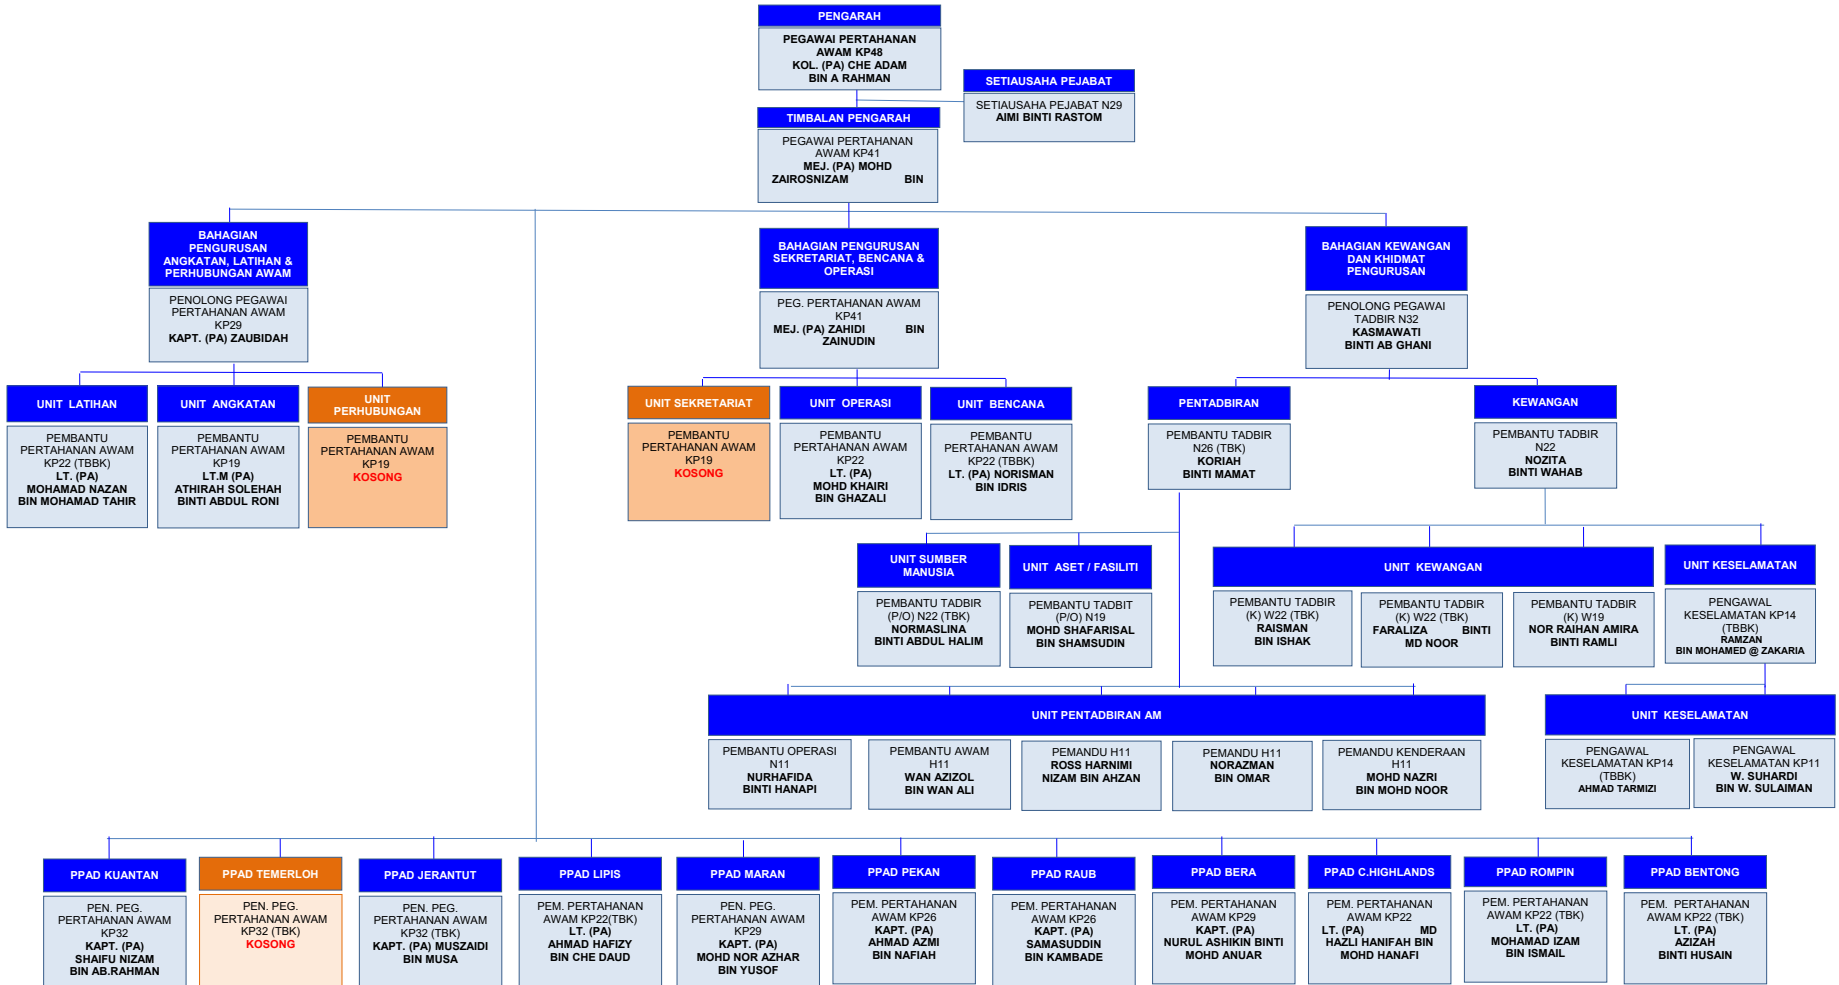 PENGARAH
PEGAWAI PERTAHANAN
AWAM KP48
KOL. (PA) CHE ADAM
BIN A RAHMAN
SETIAUSAHA PEJABAT
SETIAUSAHA PEJABAT N29
AIMI BINTI RASTOM
TIMBALAN PENGARAH
PEGAWAI PERTAHANAN
AWAM KP41
MEJ. (PA) MOHD
ZAIROSNIZAM BIN
BAHAGIAN
PENGURUSAN
ANGKATAN, LATIHAN &
PERHUBUNGAN AWAM
PENOLONG PEGAWAI
PERTAHANAN AWAM
KP29
KAPT. (PA) ZAUBIDAH
BAHAGIAN PENGURUSAN
SEKRETARIAT, BENCANA &
OPERASI
PEG. PERTAHANAN AWAM
KP41
MEJ. (PA) ZAHIDI BIN
ZAINUDIN
BAHAGIAN KEWANGAN
DAN KHIDMAT
PENGURUSAN
PENOLONG PEGAWAI
TADBIR N32
KASMAWATI
BINTI AB GHANI
UNIT LATIHAN
PEMBANTU
PERTAHANAN AWAM
KP22 (TBBK)
LT. (PA)
MOHAMAD NAZAN
BIN MOHAMAD TAHIR
UNIT ANGKATAN
PEMBANTU
PERTAHANAN AWAM
KP19
LT.M (PA)
ATHIRAH SOLEHAH
BINTI ABDUL RONI
UNIT
PERHUBUNGAN
PEMBANTU
PERTAHANAN AWAM
KP19
KOSONG
UNIT SEKRETARIAT
PEMBANTU
PERTAHANAN AWAM
KP19
KOSONG
UNIT OPERASI
PEMBANTU
PERTAHANAN AWAM
KP22
LT. (PA)
MOHD KHAIRI
BIN GHAZALI
UNIT BENCANA
PEMBANTU
PERTAHANAN AWAM
KP22 (TBBK)
LT. (PA) NORISMAN
BIN IDRIS
PENTADBIRAN
PEMBANTU TADBIR
N26 (TBK)
KORIAH
BINTI MAMAT
KEWANGAN
PEMBANTU TADBIR
N22
NOZITA
BINTI WAHAB
UNIT SUMBER
MANUSIA
PEMBANTU TADBIR
(P/O) N22 (TBK)
NORMASLINA
BINTI ABDUL HALIM
UNIT ASET / FASILITI
PEMBANTU TADBIT
(P/O) N19
MOHD SHAFARISAL
BIN SHAMSUDIN
UNIT KEWANGAN
PEMBANTU TADBIR
(K) W22 (TBK)
RAISMAN
BIN ISHAK
PEMBANTU TADBIR
(K) W22 (TBK)
FARALIZA BINTI
MD NOOR
PEMBANTU TADBIR
(K) W19
NOR RAIHAN AMIRA
BINTI RAMLI
UNIT KESELAMATAN
PENGAWAL
KESELAMATAN KP14
(TBBK)
RAMZAN
BIN MOHAMED @ ZAKARIA
UNIT PENTADBIRAN AM
PEMBANTU OPERASI
N11
NURHAFIDA
BINTI HANAPI
PEMBANTU AWAM
H11
WAN AZIZOL
BIN WAN ALI
PEMANDU H11
ROSS HARNIMI
NIZAM BIN AHZAN
PEMANDU H11
NORAZMAN
BIN OMAR
PEMANDU KENDERAAN
H11
MOHD NAZRI
BIN MOHD NOOR
UNIT KESELAMATAN
PENGAWAL
KESELAMATAN KP14
(TBBK)
AHMAD TARMIZI
PENGAWAL
KESELAMATAN KP11
W. SUHARDI
BIN W. SULAIMAN
PPAD KUANTAN
PEN. PEG.
PERTAHANAN AWAM
KP32
KAPT. (PA)
SHAIFU NIZAM
BIN AB.RAHMAN
PPAD TEMERLOH
PEN. PEG.
PERTAHANAN AWAM
KP32 (TBK)
KOSONG
PPAD JERANTUT
PEN. PEG.
PERTAHANAN AWAM
KP32 (TBK)
KAPT. (PA) MUSZAIDI
BIN MUSA
PPAD LIPIS
PEM. PERTAHANAN
AWAM KP22(TBK)
LT. (PA)
AHMAD HAFIZY
BIN CHE DAUD
PPAD MARAN
PEN. PEG.
PERTAHANAN AWAM
KP29
KAPT. (PA)
MOHD NOR AZHAR
BIN YUSOF
PPAD PEKAN
PEM. PERTAHANAN
AWAM KP26
KAPT. (PA)
AHMAD AZMI
BIN NAFIAH
PPAD RAUB
PEM. PERTAHANAN
AWAM KP26
KAPT. (PA)
SAMASUDDIN
BIN KAMBADE
PPAD BERA
PEM. PERTAHANAN
AWAM KP29
KAPT. (PA)
NURUL ASHIKIN BINTI
MOHD ANUAR
PPAD C.HIGHLANDS
PEM. PERTAHANAN
AWAM KP22
LT. (PA) MD
HAZLI HANIFAH BIN
MOHD HANAFI
PPAD ROMPIN
PEM. PERTAHANAN
AWAM KP22 (TBK)
LT. (PA)
MOHAMAD IZAM
BIN ISMAIL
PPAD BENTONG
PEM. PERTAHANAN
AWAM KP22 (TBK)
LT. (PA)
AZIZAH
BINTI HUSAIN